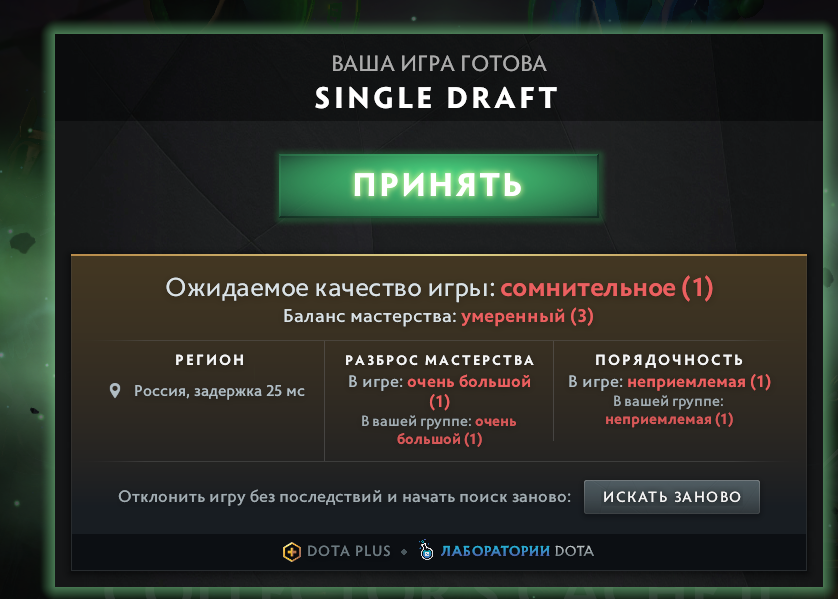 ВАША ИГРА ГОТОВА
SINGLE DRAFT
ПРИНЯТЬ
Ожидаемое качество игры: сомнительное (1)
Баланс мастерства: умеренный (3)
РЕГИОН
Россия, задержка 25 мс
РАЗБРОС МАСТЕРСТВА
В игре: очень большой
(1)
В вашей группе: очень
большой (1)
ПОРЯДОЧНОСТЬ
В игре: неприемлемая (1)
В вашей группе:
неприемлемая (1)
Отклонить игру без последствий и начать поиск заново:
ИСКАТЬ ЗАНОВО
DOTA PLUS
ЛАБОРАТОРИИ DOTA